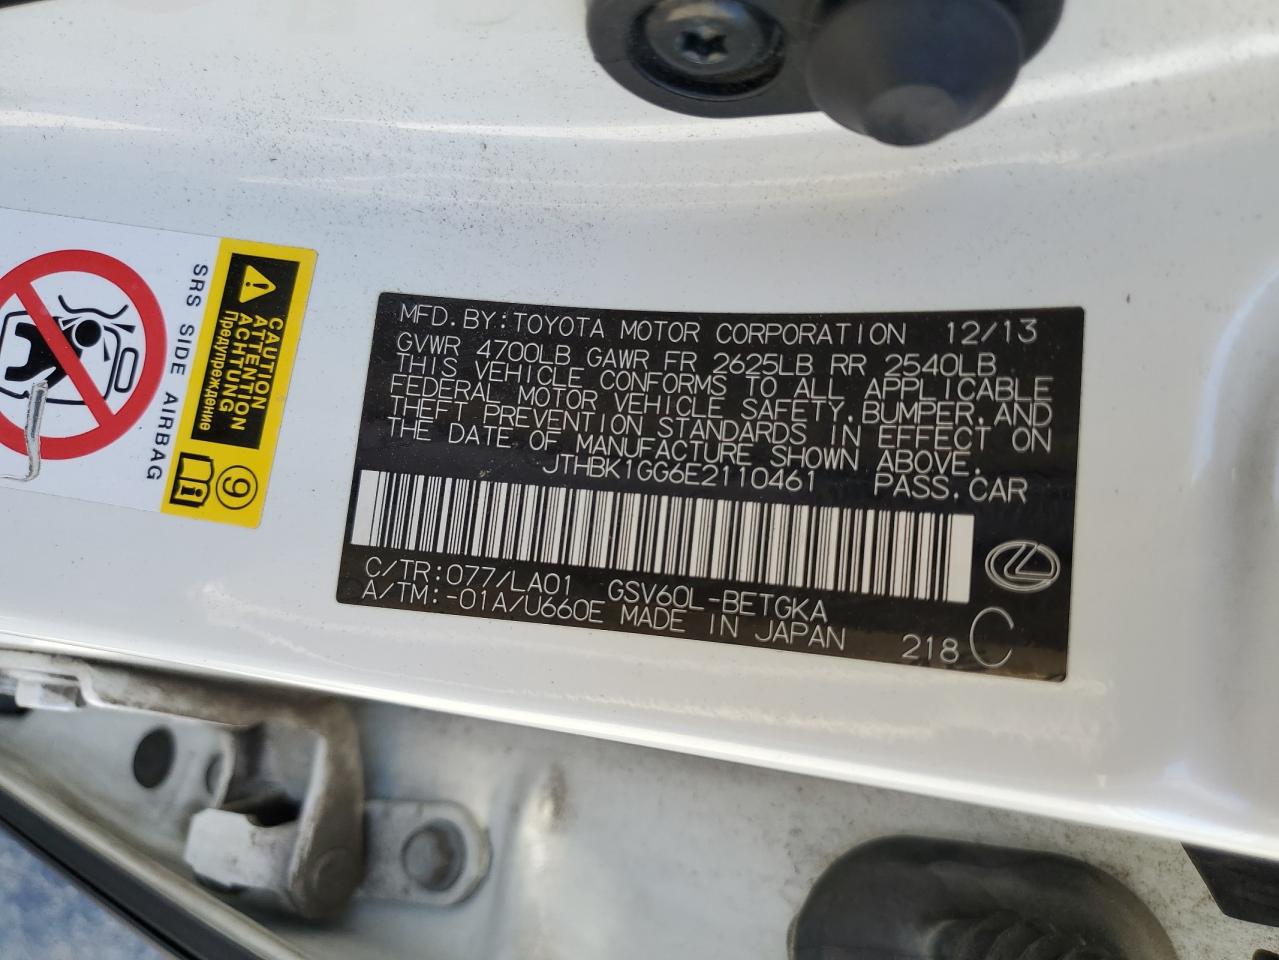 MFD.BY:TOYOTA MOTOR CORPORATION 12/13
GVWR 4700LB GAWR FR 2625LB RR 2540LB
THIS VEHICLE CONFORMS TO ALL APPLICABLE
FEDERAL MOTOR VEHICLE SAFETY, BUMPER, AND
THEFT PREVENTION STANDARDS IN EFFECT ON
THE DATE OF MANUFACTURE SHOWN ABOVE.
JTHBK1GG6E2110461 PASS.CAR
C/TR:077/LA01 GSV60L-BETGKA
A/TM:-01A/U660E MADE IN JAPAN 218 C
CAUTION
ATTENTION
ACHTUNG
Предупреждение
9
SRS SIDE AIRBAG